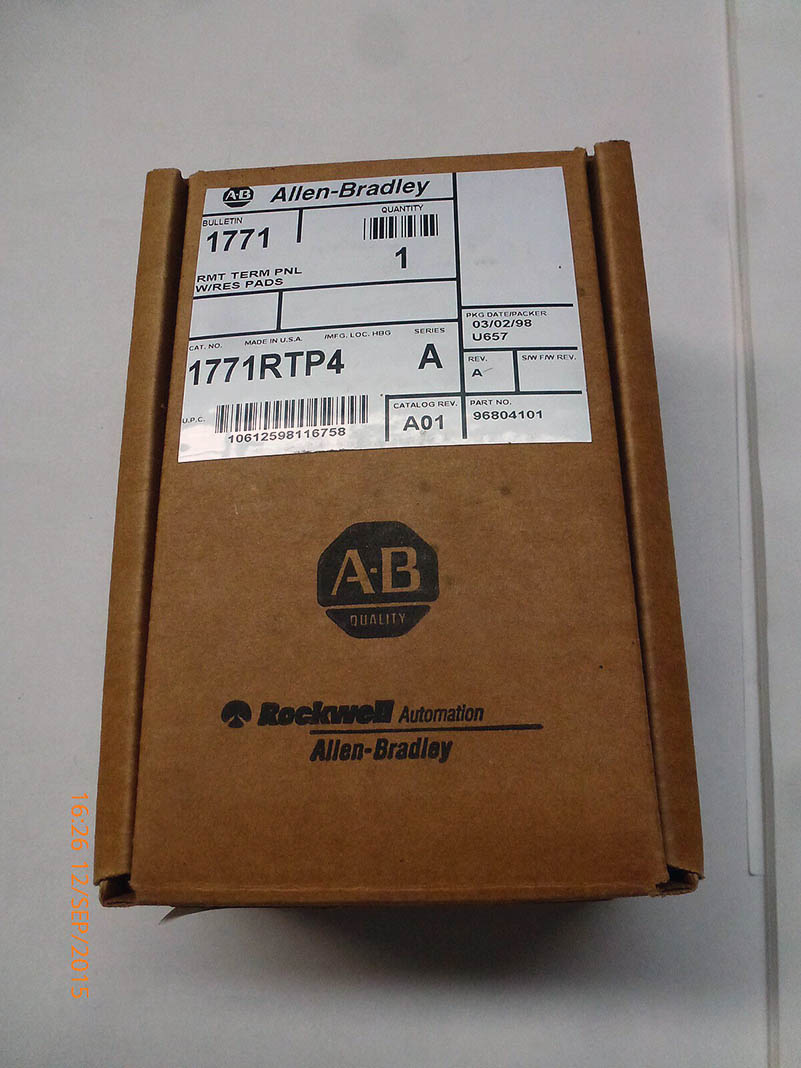 A-B Allen-Bradley
BULLETIN
1771
QUANTITY
1
RMT TERM PNL
W/RES PADS
CAT. NO. MADE IN U.S.A. /MFG. LOC. HBG SERIES
1771RTP4 A
U.P.C.
10612598116758
CATALOG REV.
A01
PKG DATE/PACKER
03/02/98
U657
REV.
A
S/W F/W REV.
PART NO.
96804101
A·B
QUALITY
Rockwell Automation
Allen-Bradley
16:26 12/SEP/2015